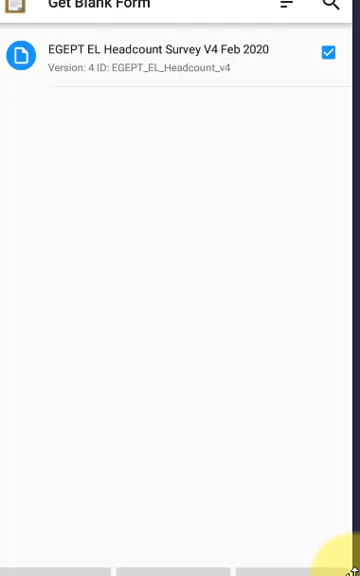 Get Blank Form
EGEPT EL Headcount Survey V4 Feb 2020
Version: 4 ID: EGEPT_EL_Headcount_v4